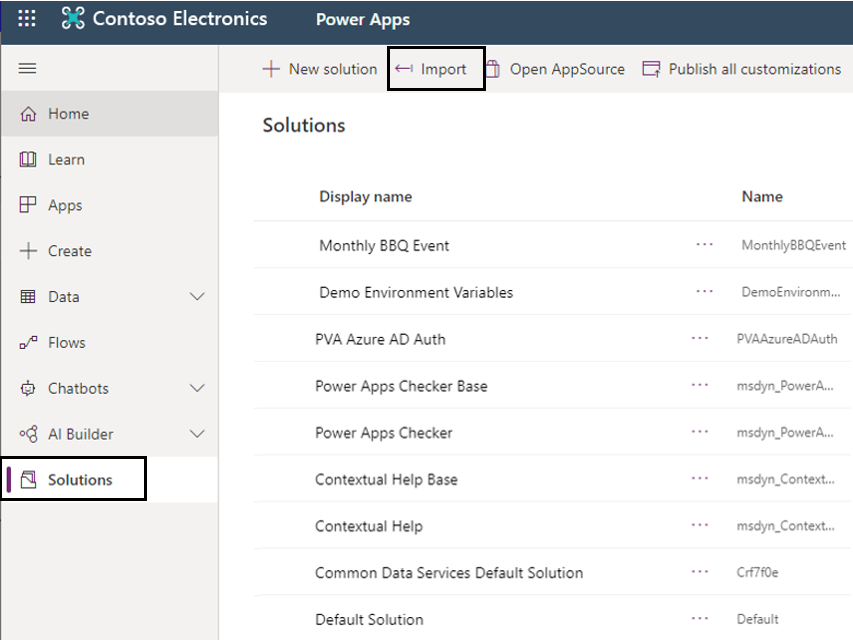 Contoso Electronics Power Apps
New solution Import Open AppSource Publish all customizations
Home
Learn
Apps
Create
Data
Flows
Chatbots
AI Builder
Solutions
Solutions
Display name Name
Monthly BBQ Event ... MonthlyBBQEvent
Demo Environment Variables ... DemoEnvironm...
PVA Azure AD Auth ... PVAAzureADAuth
Power Apps Checker Base ... msdyn_PowerA...
Power Apps Checker ... msdyn_PowerA...
Contextual Help Base ... msdyn_Context...
Contextual Help ... msdyn_Context...
Common Data Services Default Solution ... Crf7f0e
Default Solution ... Default